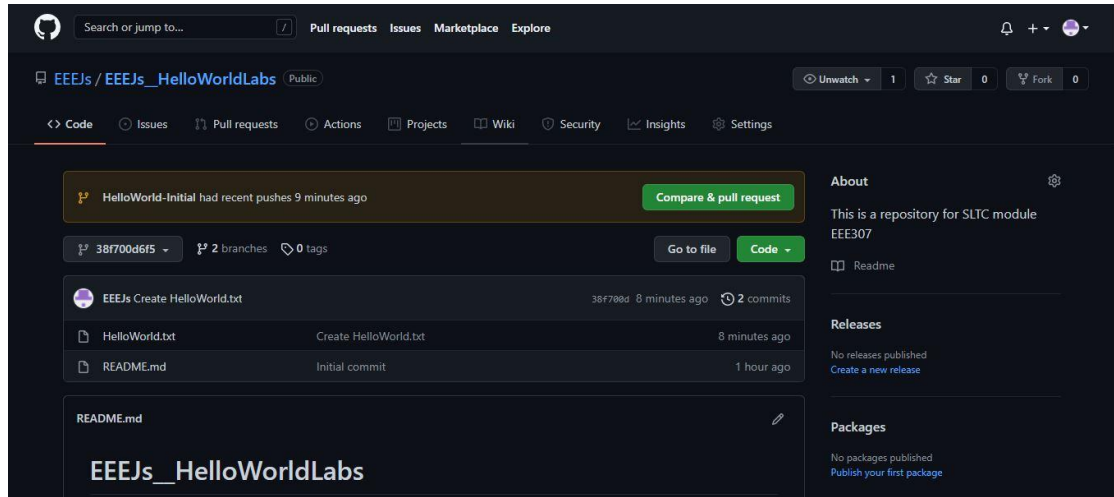 Search or jump to... / Pull requests Issues Marketplace Explore
EEEJs / EEEJs__HelloWorldLabs Public Unwatch 1 Star 0 Fork 0
<> Code Issues Pull requests Actions Projects Wiki Security Insights Settings
HelloWorld-Initial had recent pushes 9 minutes ago Compare & pull request
38f700d6f5 2 branches 0 tags Go to file Code
EEEJs Create HelloWorld.txt 38f700d 8 minutes ago 2 commits
HelloWorld.txt Create HelloWorld.txt 8 minutes ago
README.md Initial commit 1 hour ago
README.md
EEEJs__HelloWorldLabs
About
This is a repository for SLTC module
EEE307
Readme
Releases
No releases published
Create a new release
Packages
No packages published
Publish your first package